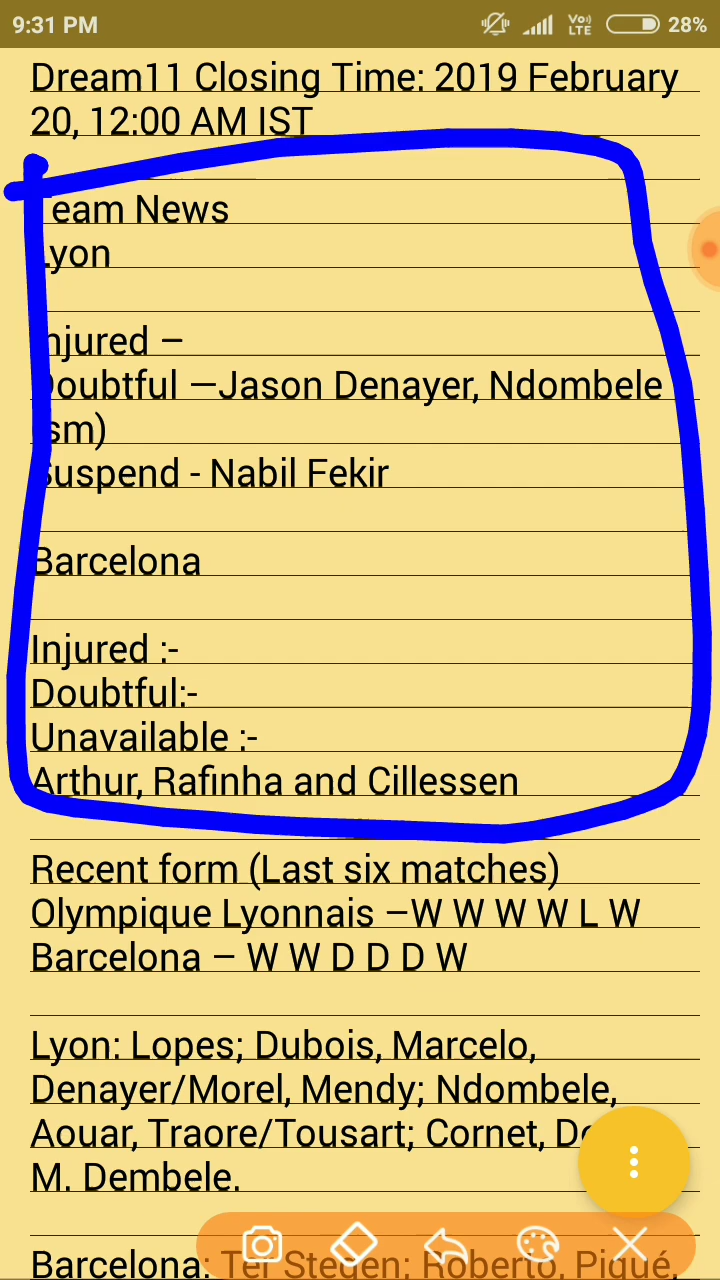 9:31 PM Vo) LTE 28%
Dream11 Closing Time: 2019 February
20, 12:00 AM IST
eam News
yon
njured –
Doubtful —Jason Denayer, Ndombele
sm)
Suspend - Nabil Fekir
Barcelona
Injured :-
Doubtful:-
Unavailable :-
Arthur, Rafinha and Cillessen
Recent form (Last six matches)
Olympique Lyonnais –W W W W L W
Barcelona – W W D D D W
Lyon: Lopes; Dubois, Marcelo,
Denayer/Morel, Mendy; Ndombele,
Aouar, Traore/Tousart; Cornet,
M. Dembele.
Barcelona: Ter Stegen; Roberto, Piqué,